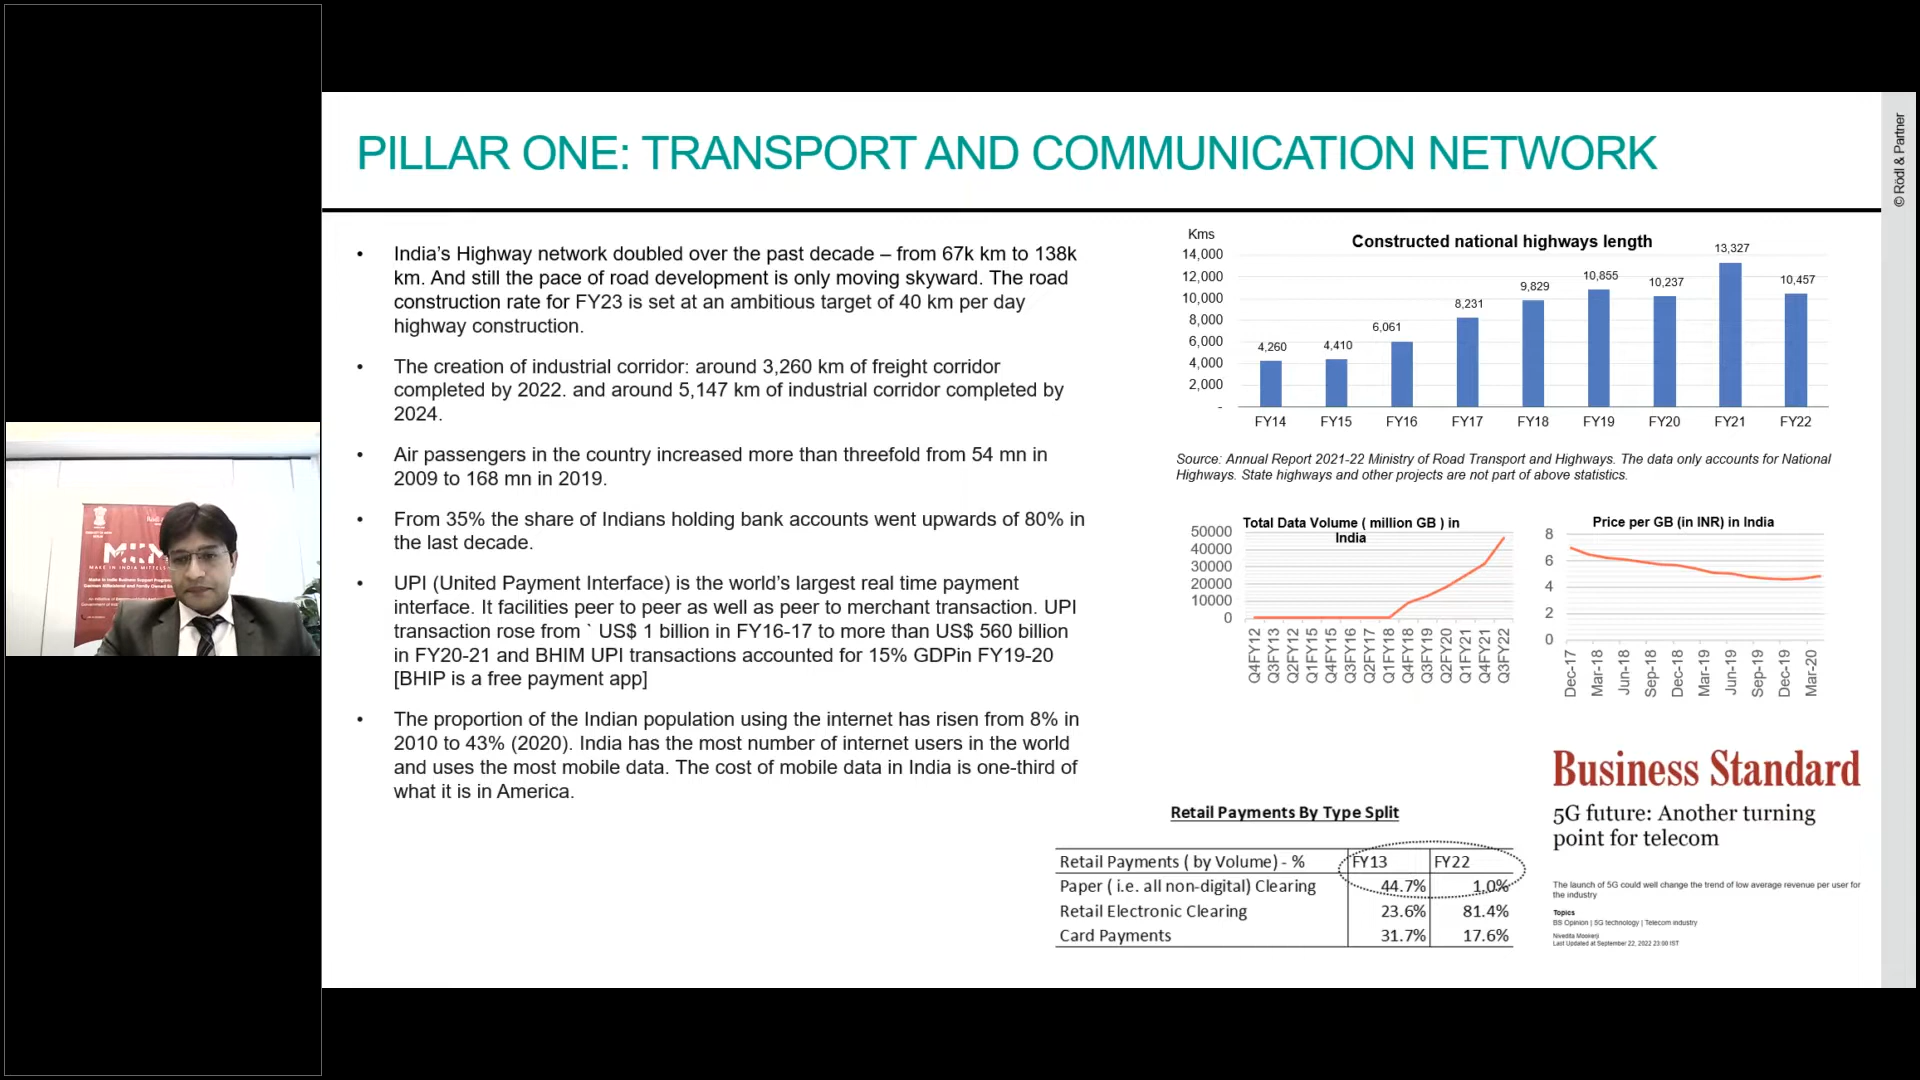 PILLAR ONE: TRANSPORT AND COMMUNICATION NETWORK
© Rödl & Partner
• India’s Highway network doubled over the past decade – from 67k km to 138k
km. And still the pace of road development is only moving skyward. The road
construction rate for FY23 is set at an ambitious target of 40 km per day
highway construction.
• The creation of industrial corridor: around 3,260 km of freight corridor
completed by 2022. and around 5,147 km of industrial corridor completed by
2024.
• Air passengers in the country increased more than threefold from 54 mn in
2009 to 168 mn in 2019.
• From 35% the share of Indians holding bank accounts went upwards of 80% in
the last decade.
• UPI (United Payment Interface) is the world’s largest real time payment
interface. It facilities peer to peer as well as peer to merchant transaction. UPI
transaction rose from ` US$ 1 billion in FY16-17 to more than US$ 560 billion
in FY20-21 and BHIM UPI transactions accounted for 15% GDPin FY19-20
[BHIP is a free payment app]
• The proportion of the Indian population using the internet has risen from 8% in
2010 to 43% (2020). India has the most number of internet users in the world
and uses the most mobile data. The cost of mobile data in India is one-third of
what it is in America.
Kms
Constructed national highways length
14,000
12,000
10,000
8,000
6,000
4,000
2,000
-
4,260 4,410 6,061 8,231 9,829 10,855 10,237 13,327 10,457
FY14 FY15 FY16 FY17 FY18 FY19 FY20 FY21 FY22
Source: Annual Report 2021-22 Ministry of Road Transport and Highways. The data only accounts for National
Highways. State highways and other projects are not part of above statistics.
Total Data Volume ( million GB ) in
India
50000
40000
30000
20000
10000
0
Q4FY12 Q3FY13 Q2FY12 Q1FY15 Q4FY15 Q3FY16 Q2FY17 Q1FY18 Q4FY18 Q3FY19 Q2FY20 Q1FY21 Q4FY21 Q3FY22
Price per GB (in INR) in India
8
6
4
2
0
Dec-17 Mar-18 Jun-18 Sep-18 Dec-18 Mar-19 Jun-19 Sep-19 Dec-19 Mar-20
Retail Payments By Type Split
Retail Payments ( by Volume) - % FY13 FY22
Paper ( i.e. all non-digital) Clearing 44.7% 1.0%
Retail Electronic Clearing 23.6% 81.4%
Card Payments 31.7% 17.6%
Business Standard
5G future: Another turning
point for telecom
The launch of 5G could well change the trend of low average revenue per user for
the industry
Topics
BS Opinion | 5G technology | Telecom industry
Nivedita Mookerji
Last Updated at September 22, 2022 23:00 IST
MAKE IN INDIA